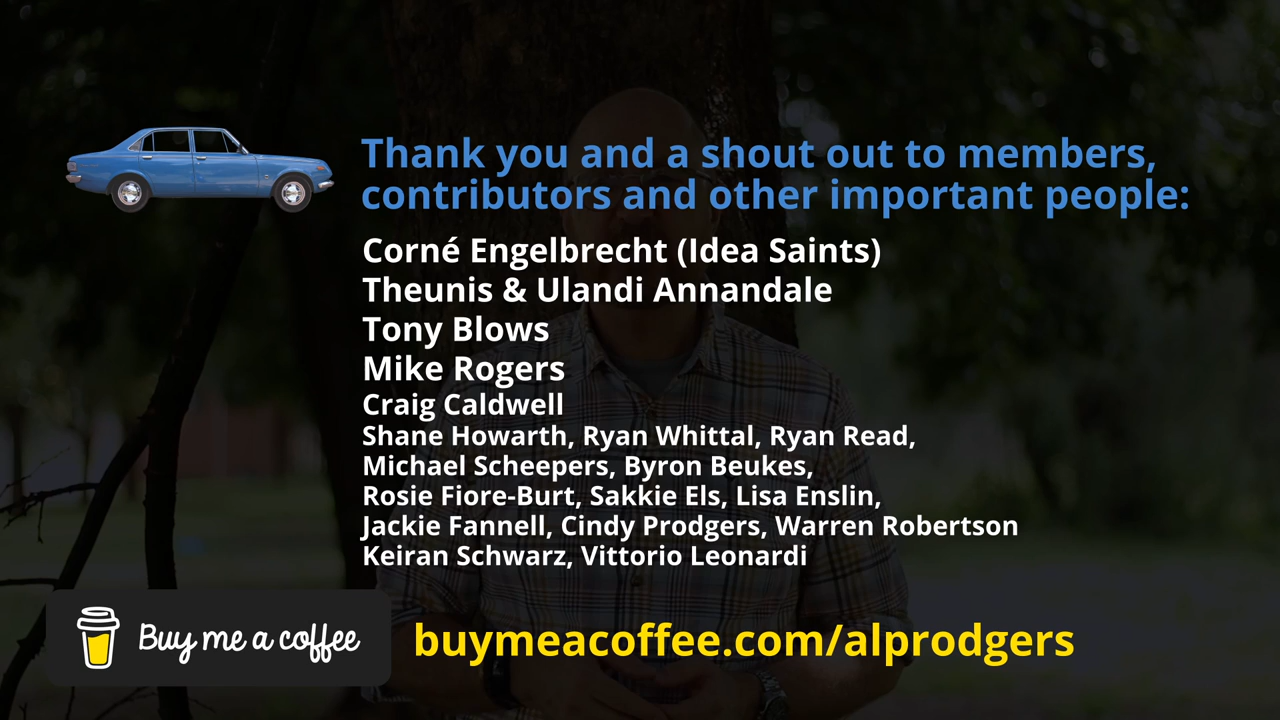 Thank you and a shout out to members,
contributors and other important people:
Corné Engelbrecht (Idea Saints)
Theunis & Ulandi Annandale
Tony Blows
Mike Rogers
Craig Caldwell
Shane Howarth, Ryan Whittal, Ryan Read,
Michael Scheepers, Byron Beukes,
Rosie Fiore-Burt, Sakkie Els, Lisa Enslin,
Jackie Fannell, Cindy Prodgers, Warren Robertson
Keiran Schwarz, Vittorio Leonardi
Buy me a coffee
buymeacoffee.com/alprodgers